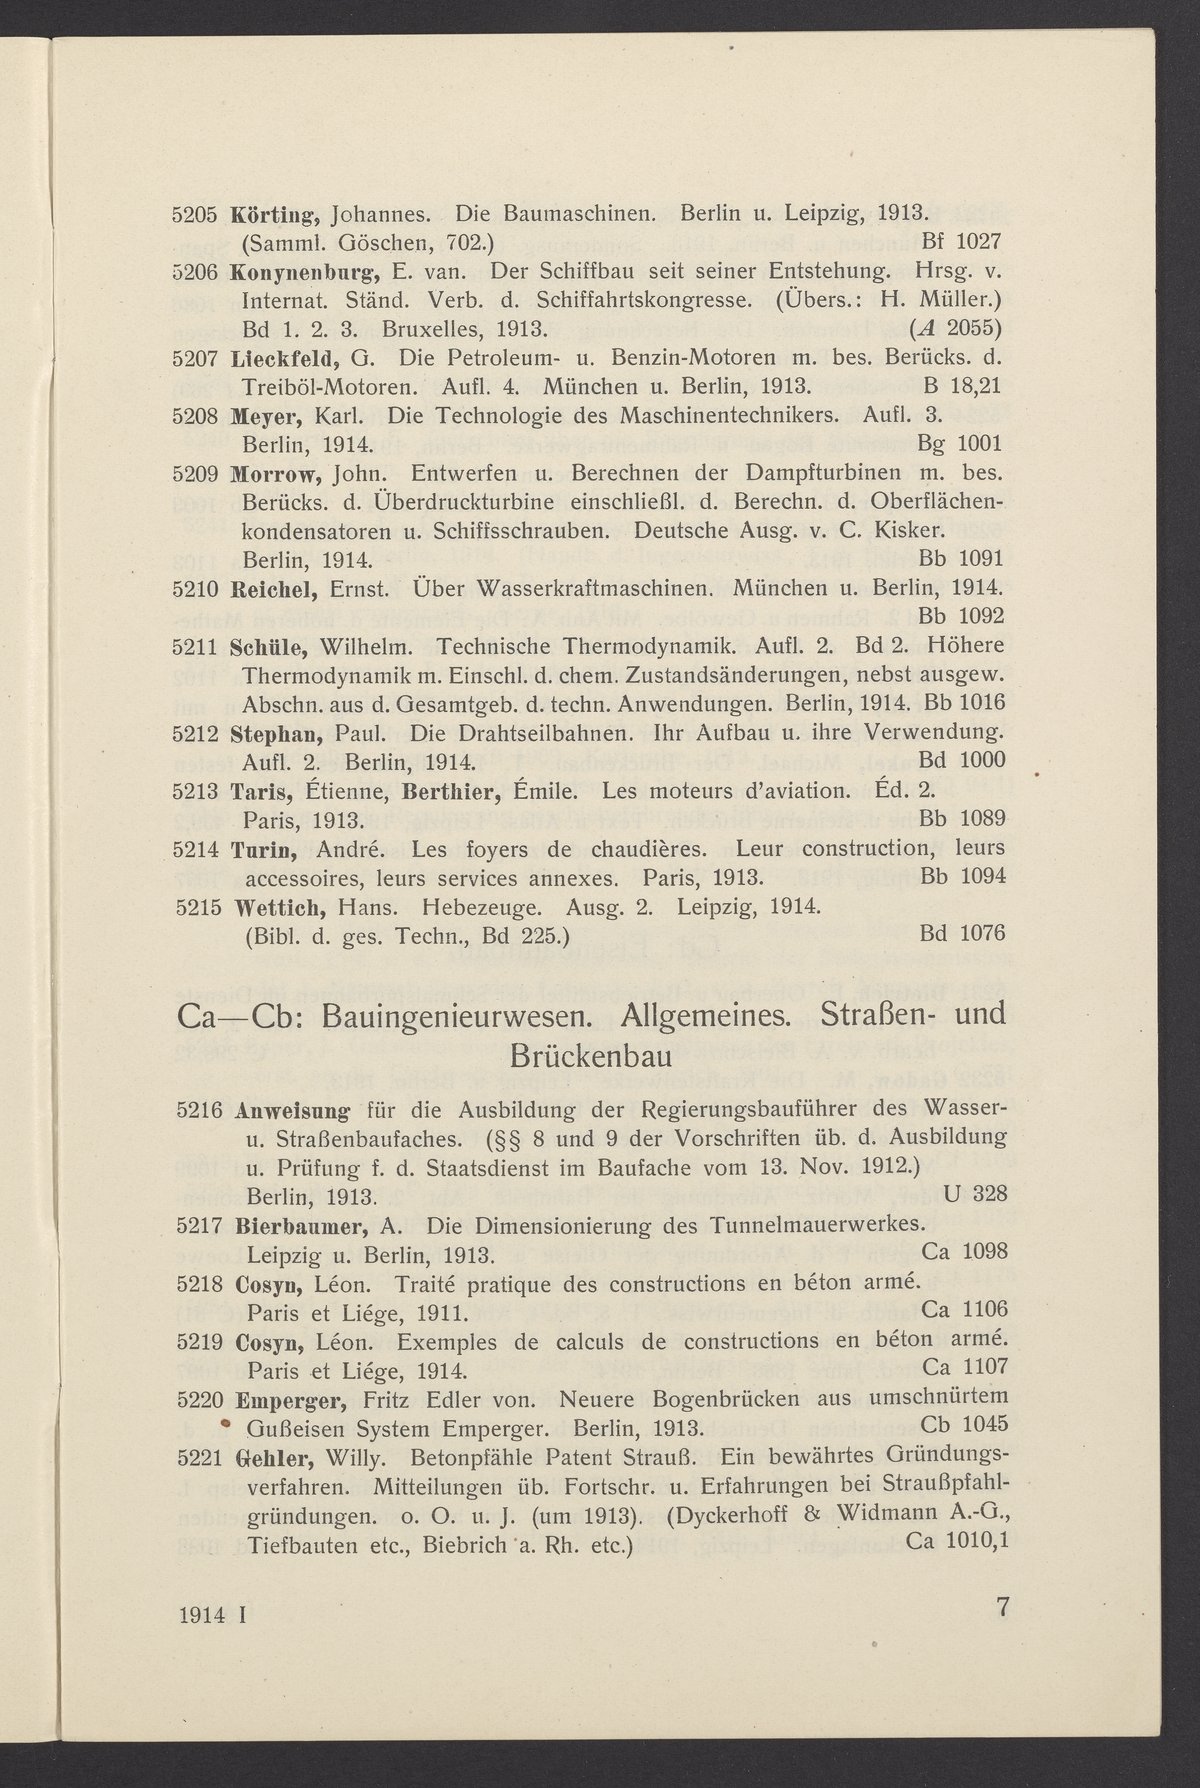 5205 Körting, Johannes. Die Baumaschinen. Berlin u. Leipzig, 1913.
(Samml. Göschen, 702.) Bf 1027
5206 Konynenburg, E. van. Der Schiffbau seit seiner Entstehung. Hrsg. v.
Internat. Ständ. Verb. d. Schiffahrtskongresse. (Übers.: H. Müller.)
Bd 1. 2. 3. Bruxelles, 1913. (A 2055)
5207 Lieckfeld, G. Die Petroleum- u. Benzin-Motoren m. bes. Berücks. d.
Treiböl-Motoren. Aufl. 4. München u. Berlin, 1913. B 18,21
5208 Meyer, Karl. Die Technologie des Maschinentechnikers. Aufl. 3.
Berlin, 1914. Bg 1001
5209 Morrow, John. Entwerfen u. Berechnen der Dampfturbinen m. bes.
Berücks. d. Überdruckturbine einschließl. d. Berechn. d. Oberflächen-
kondensatoren u. Schiffsschrauben. Deutsche Ausg. v. C. Kisker.
Berlin, 1914. Bb 1091
5210 Reichel, Ernst. Über Wasserkraftmaschinen. München u. Berlin, 1914.
Bb 1092
5211 Schüle, Wilhelm. Technische Thermodynamik. Aufl. 2. Bd 2. Höhere
Thermodynamik m. Einschl. d. chem. Zustandsänderungen, nebst ausgew.
Abschn. aus d. Gesamtgeb. d. techn. Anwendungen. Berlin, 1914. Bb 1016
5212 Stephan, Paul. Die Drahtseilbahnen. Ihr Aufbau u. ihre Verwendung.
Aufl. 2. Berlin, 1914. Bd 1000
5213 Taris, Étienne, Berthier, Émile. Les moteurs d'aviation. Éd. 2.
Paris, 1913. Bb 1089
5214 Turin, André. Les foyers de chaudières. Leur construction, leurs
accessoires, leurs services annexes. Paris, 1913. Bb 1094
5215 Wettich, Hans. Hebezeuge. Ausg. 2. Leipzig, 1914.
(Bibl. d. ges. Techn., Bd 225.) Bd 1076
Ca—Cb: Bauingenieurwesen. Allgemeines. Straßen- und
Brückenbau
5216 Anweisung für die Ausbildung der Regierungsbauführer des Wasser-
u. Straßenbaufaches. (§§ 8 und 9 der Vorschriften üb. d. Ausbildung
u. Prüfung f. d. Staatsdienst im Baufache vom 13. Nov. 1912.)
Berlin, 1913. U 328
5217 Bierbaumer, A. Die Dimensionierung des Tunnelmauerwerkes.
Leipzig u. Berlin, 1913. Ca 1098
5218 Cosyn, Léon. Traité pratique des constructions en béton armé.
Paris et Liége, 1911. Ca 1106
5219 Cosyn, Léon. Exemples de calculs de constructions en béton armé.
Paris et Liége, 1914. Ca 1107
5220 Emperger, Fritz Edler von. Neuere Bogenbrücken aus umschnürtem
Gußeisen System Emperger. Berlin, 1913. Cb 1045
5221 Gehler, Willy. Betonpfähle Patent Strauß. Ein bewährtes Gründungs-
verfahren. Mitteilungen üb. Fortschr. u. Erfahrungen bei Straußpfahl-
gründungen. o. O. u. J. (um 1913). (Dyckerhoff & Widmann A.-G.,
Tiefbauten etc., Biebrich a. Rh. etc.) Ca 1010,1
1914 I 7